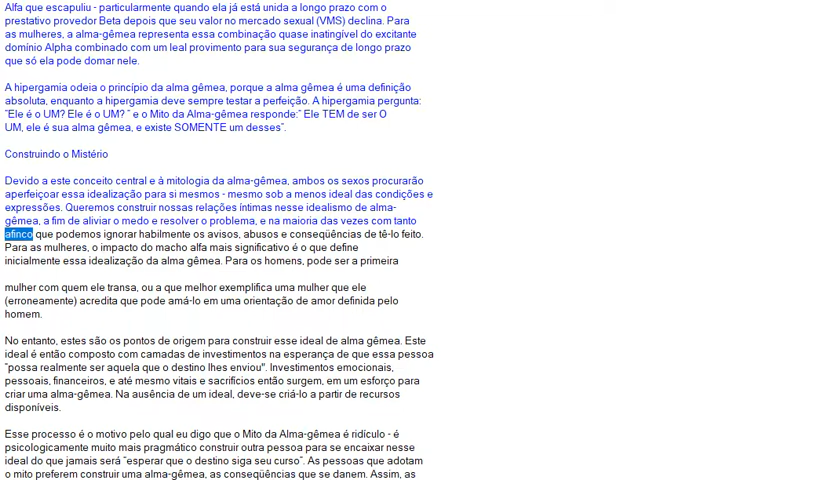 Alfa que escapuliu - particularmente quando ela já está unida a longo prazo com o
prestativo provedor Beta depois que seu valor no mercado sexual (VMS) declina. Para
as mulheres, a alma-gêmea representa essa combinação quase inatingível do excitante
domínio Alpha combinado com um leal provimento para sua segurança de longo prazo
que só ela pode domar nele.
A hipergamia odeia o princípio da alma gêmea, porque a alma gêmea é uma definição
absoluta, enquanto a hipergamia deve sempre testar a perfeição. A hipergamia pergunta:
"Ele é o UM? Ele é o UM? " e o Mito da Alma-gêmea responde:" Ele TEM de ser O
UM, ele é sua alma gêmea, e existe SOMENTE um desses".
Construindo o Mistério
Devido a este conceito central e à mitologia da alma-gêmea, ambos os sexos procurarão
aperfeiçoar essa idealização para si mesmos - mesmo sob a menos ideal das condições e
expressões. Queremos construir nossas relações íntimas nesse idealismo de alma-
gêmea, a fim de aliviar o medo e resolver o problema, e na maioria das vezes com tanto
afinco que podemos ignorar habilmente os avisos, abusos e conseqüências de tê-lo feito.
Para as mulheres, o impacto do macho alfa mais significativo é o que define
inicialmente essa idealização da alma gêmea. Para os homens, pode ser a primeira
mulher com quem ele transa, ou a que melhor exemplifica uma mulher que ele
(erroneamente) acredita que pode amá-lo em uma orientação de amor definida pelo
homem.
No entanto, estes são os pontos de origem para construir esse ideal de alma gêmea. Este
ideal é então composto com camadas de investimentos na esperança de que essa pessoa
"possa realmente ser aquela que o destino lhes enviou". Investimentos emocionais,
pessoais, financeiros, e até mesmo vitais e sacrifícios então surgem, em um esforço para
criar uma alma-gêmea. Na ausência de um ideal, deve-se criá-lo a partir de recursos
disponíveis.
Esse processo é o motivo pelo qual eu digo que o Mito da Alma-gêmea é ridículo - é
psicologicamente muito mais pragmático construir outra pessoa para se encaixar nesse
ideal do que jamais será "esperar que o destino siga seu curso". As pessoas que adotam
o mito preferem construir uma alma-gêmea, as conseqüências que se danem. Assim, as